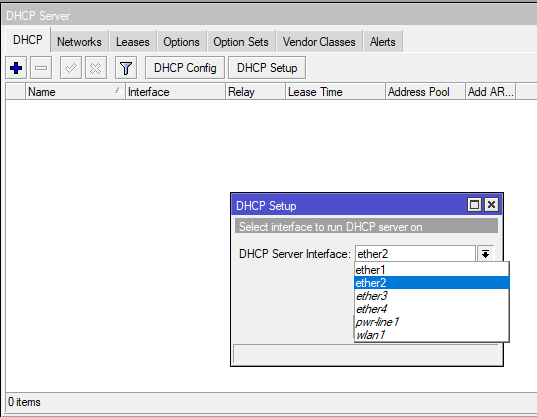 DHCP Server
DHCP Networks Leases Options Option Sets Vendor Classes Alerts
DHCP Config DHCP Setup
Name Interface Relay Lease Time Address Pool Add AR...
DHCP Setup
Select interface to run DHCP server on
DHCP Server Interface: ether2
ether1
ether2
ether3
ether4
pwr-line1
wlan1
0 items